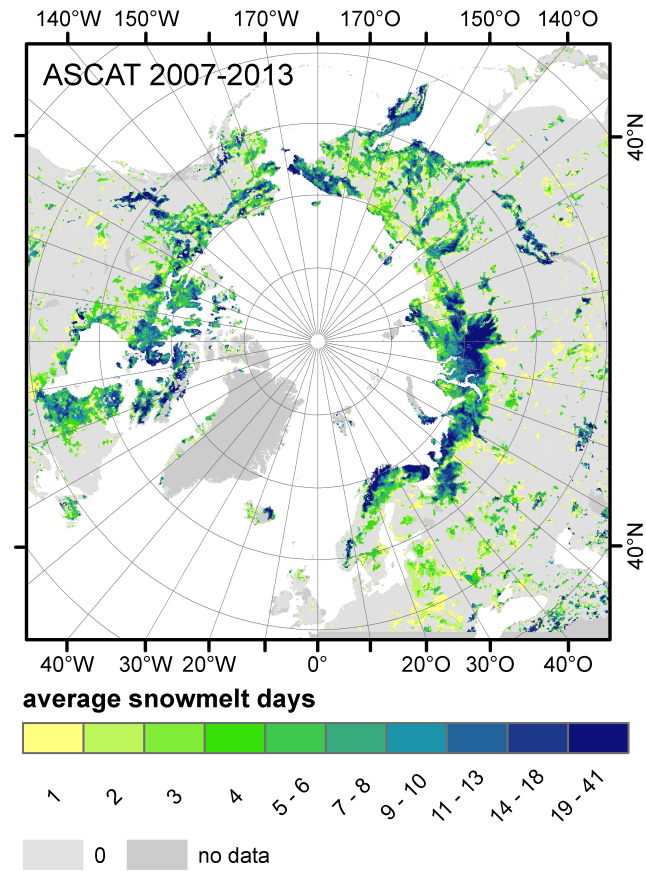 140°W 150°W 170°W 170°O 150°O 140°O
ASCAT 2007-2013
40°N
40°N
40°W 30°W 20°W 0° 20°O 30°O 40°O
average snowmelt days
1 2 3 4 5 - 6 7 - 8 9 - 10 11 - 13 14 - 18 19 - 41
0 no data